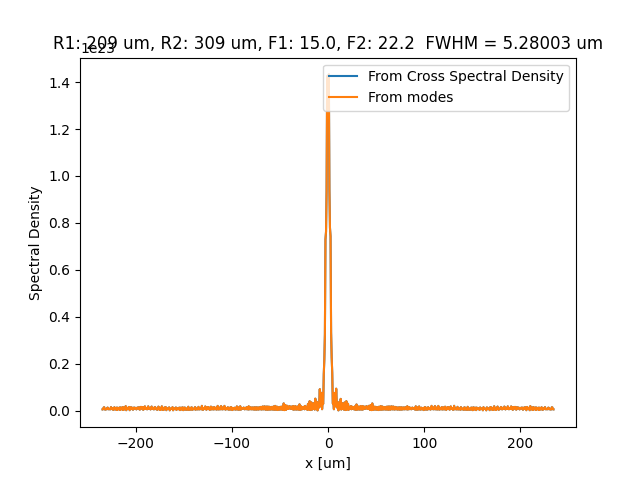 R1: 209 um, R2: 309 um, F1: 15.0, F2: 22.2  FWHM = 5.28003 um
1e23
From Cross Spectral Density
From modes
1.4
1.2
1.0
0.8
0.6
0.4
0.2
0.0
Spectral Density
−200 −100 0 100 200
x [um]